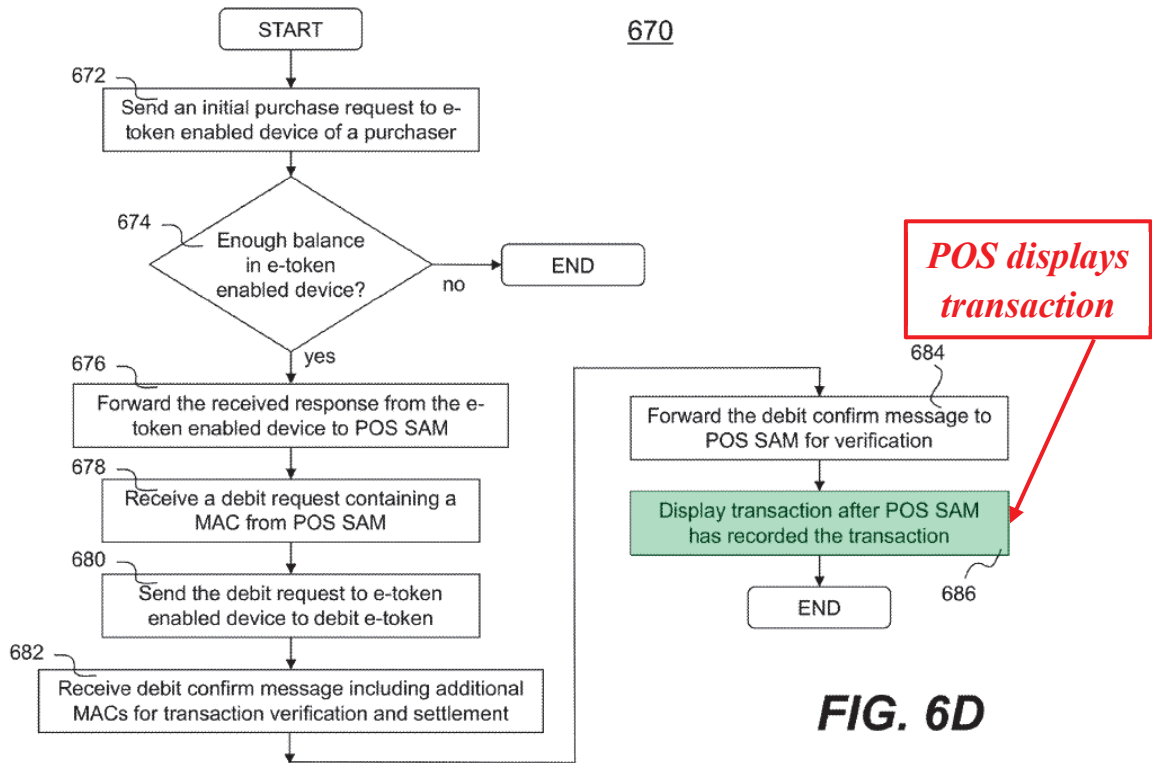 START
670
672
Send an initial purchase request to e-
token enabled device of a purchaser
674
Enough balance
in e-token
enabled device?
no
END
yes
676
Forward the received response from the e-
token enabled device to POS SAM
678
Receive a debit request containing a
MAC from POS SAM
680
Send the debit request to e-token
enabled device to debit e-token
682
Receive debit confirm message including additional
MACs for transaction verification and settlement
POS displays
transaction
684
Forward the debit confirm message to
POS SAM for verification
Display transaction after POS SAM
has recorded the transaction
686
END
FIG. 6D